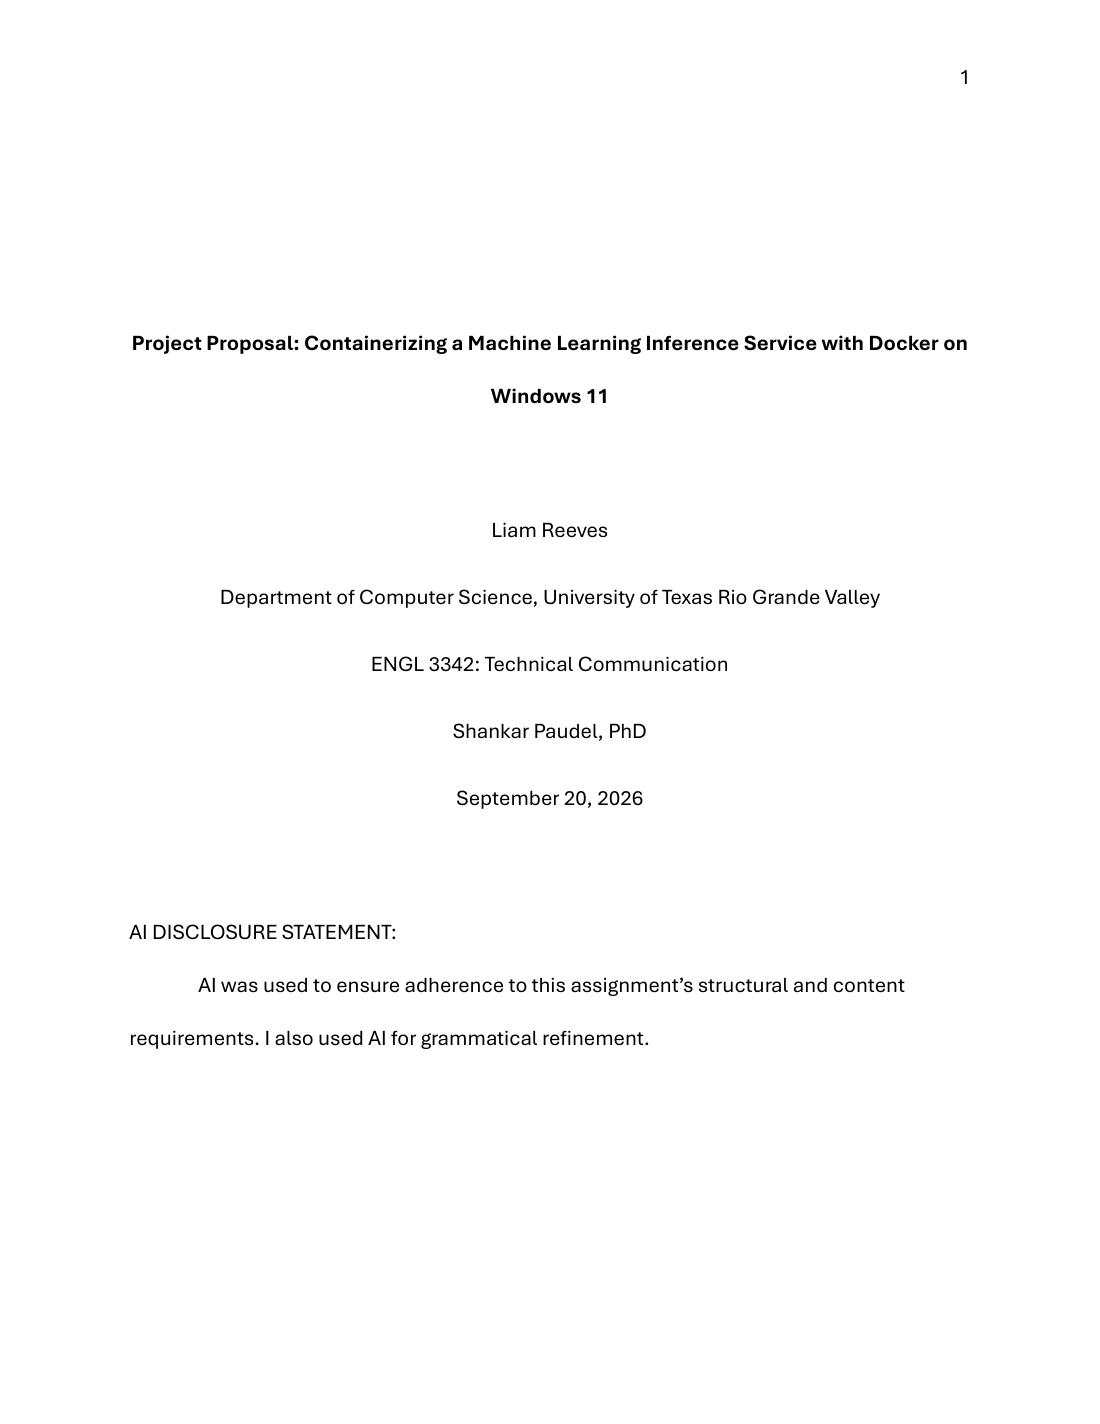 1
Project Proposal: Containerizing a Machine Learning Inference Service with Docker on
Windows 11
Liam Reeves
Department of Computer Science, University of Texas Rio Grande Valley
ENGL 3342: Technical Communication
Shankar Paudel, PhD
September 20, 2026
AI DISCLOSURE STATEMENT:
AI was used to ensure adherence to this assignment’s structural and content
requirements. I also used AI for grammatical refinement.